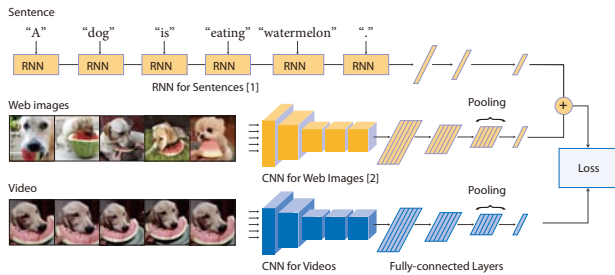 Sentence
“A” “dog” “is” “eating” “watermelon” “.”
RNN RNN RNN RNN RNN RNN
RNN for Sentences [1]
Web images
Pooling
+
CNN for Web Images [2]
Loss
Video
Pooling
CNN for Videos
Fully-connected Layers